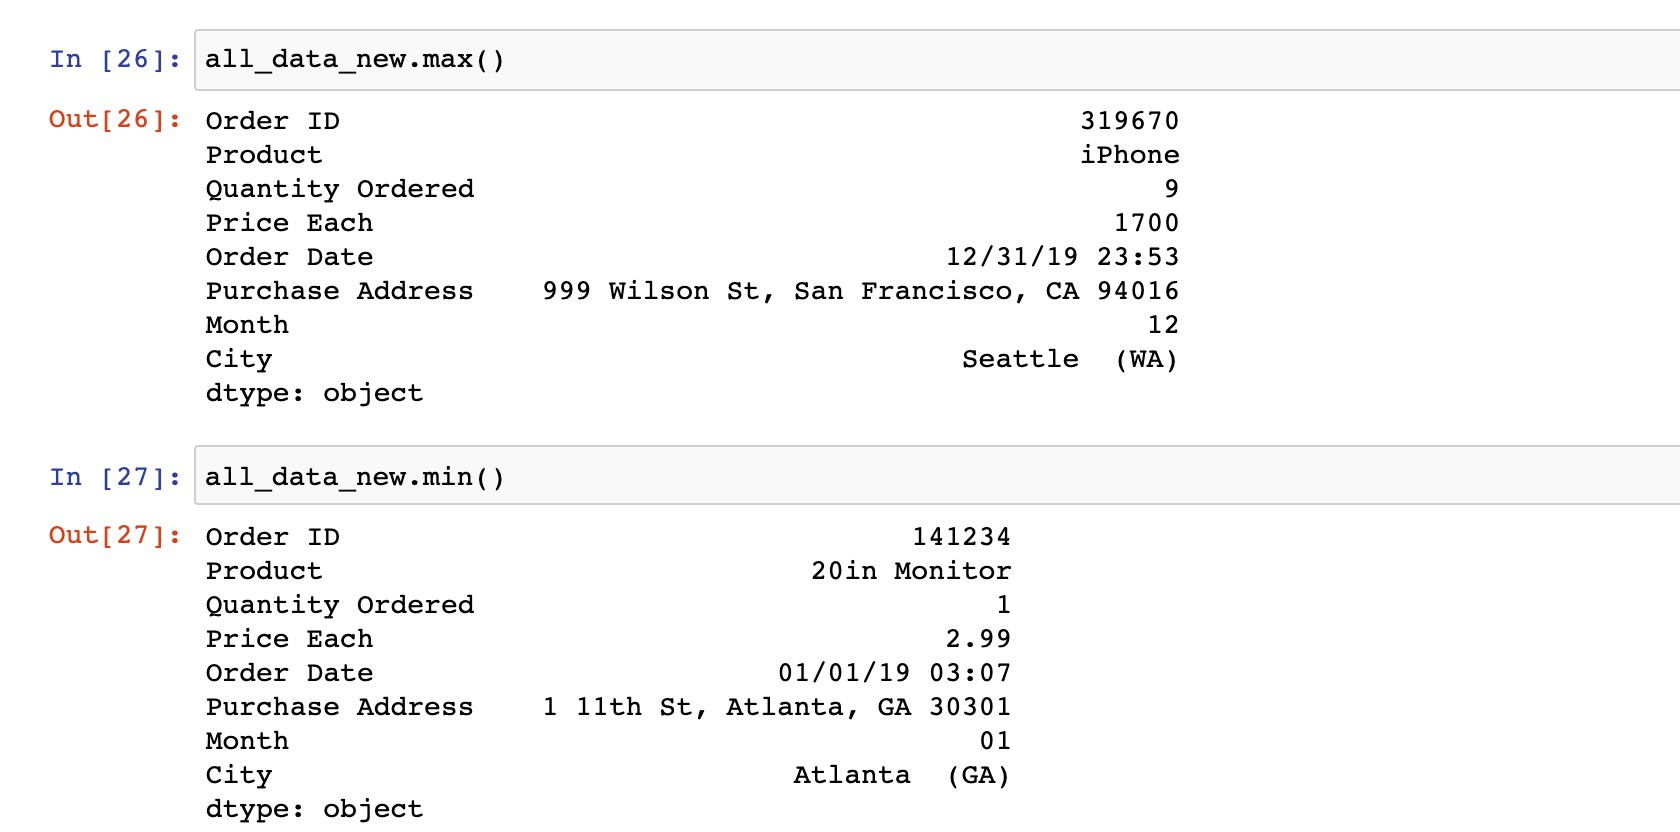 In [26]: all_data_new.max()
Out[26]: Order ID 319670
Product iPhone
Quantity Ordered 9
Price Each 1700
Order Date 12/31/19 23:53
Purchase Address 999 Wilson St, San Francisco, CA 94016
Month 12
City Seattle  (WA)
dtype: object
In [27]: all_data_new.min()
Out[27]: Order ID 141234
Product 20in Monitor
Quantity Ordered 1
Price Each 2.99
Order Date 01/01/19 03:07
Purchase Address 1 11th St, Atlanta, GA 30301
Month 01
City Atlanta  (GA)
dtype: object